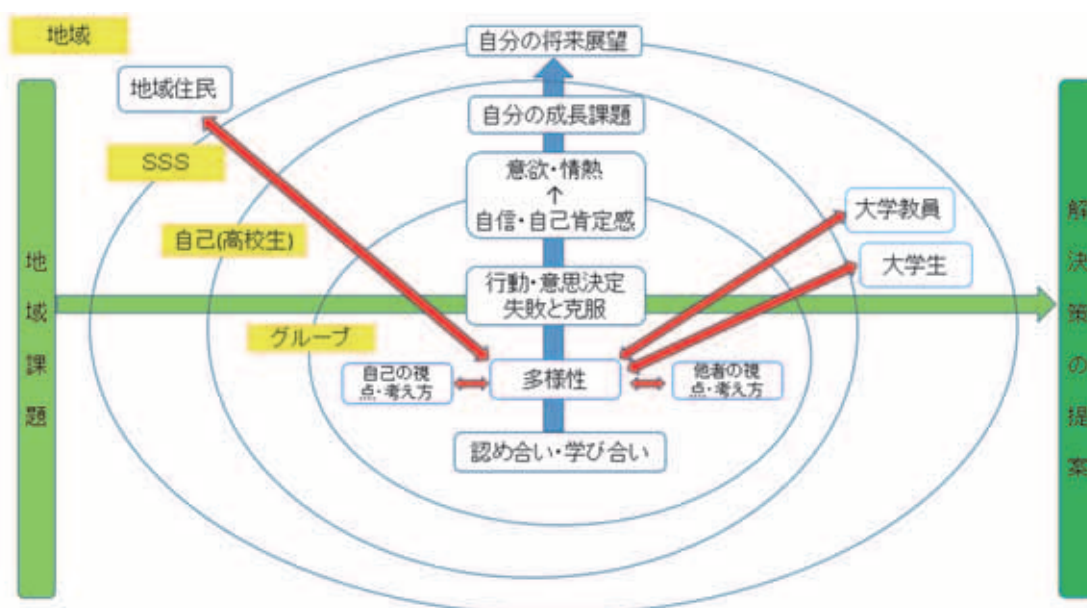 地域
自分の将来展望
地域住民
自分の成長課題
SSS
意欲・情熱
↑
自信・自己肯定感
大学教員
自己(高校生)
大学生
地域課題
解決策の提案
行動・意思決定
失敗と克服
グループ
自己の視
点・考え方
多様性
他者の視
点・考え方
認め合い・学び合い